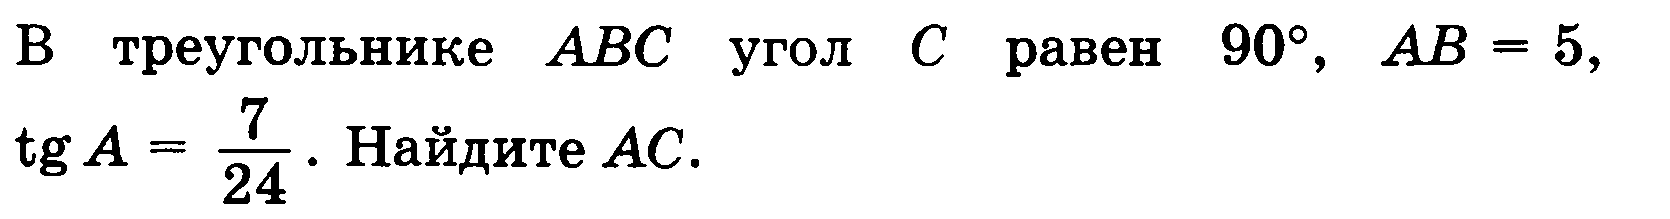 В треугольнике ABC угол C равен 90°, AB = 5,
tg A = 7/24. Найдите AC.